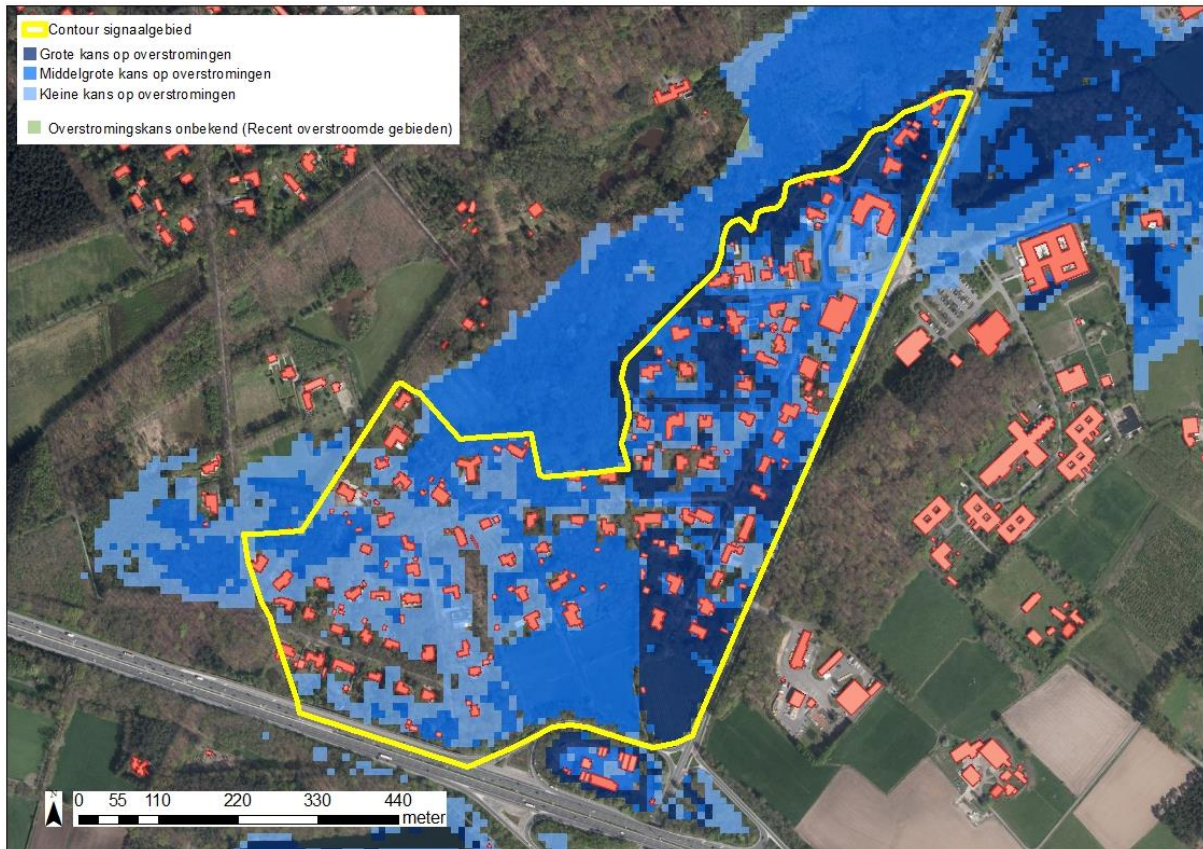 Contour signaalgebied
Grote kans op overstromingen
Middelgrote kans op overstromingen
Kleine kans op overstromingen
Overstromingskans onbekend (Recent overstroomde gebieden)
N
0 55 110 220 330 440
meter